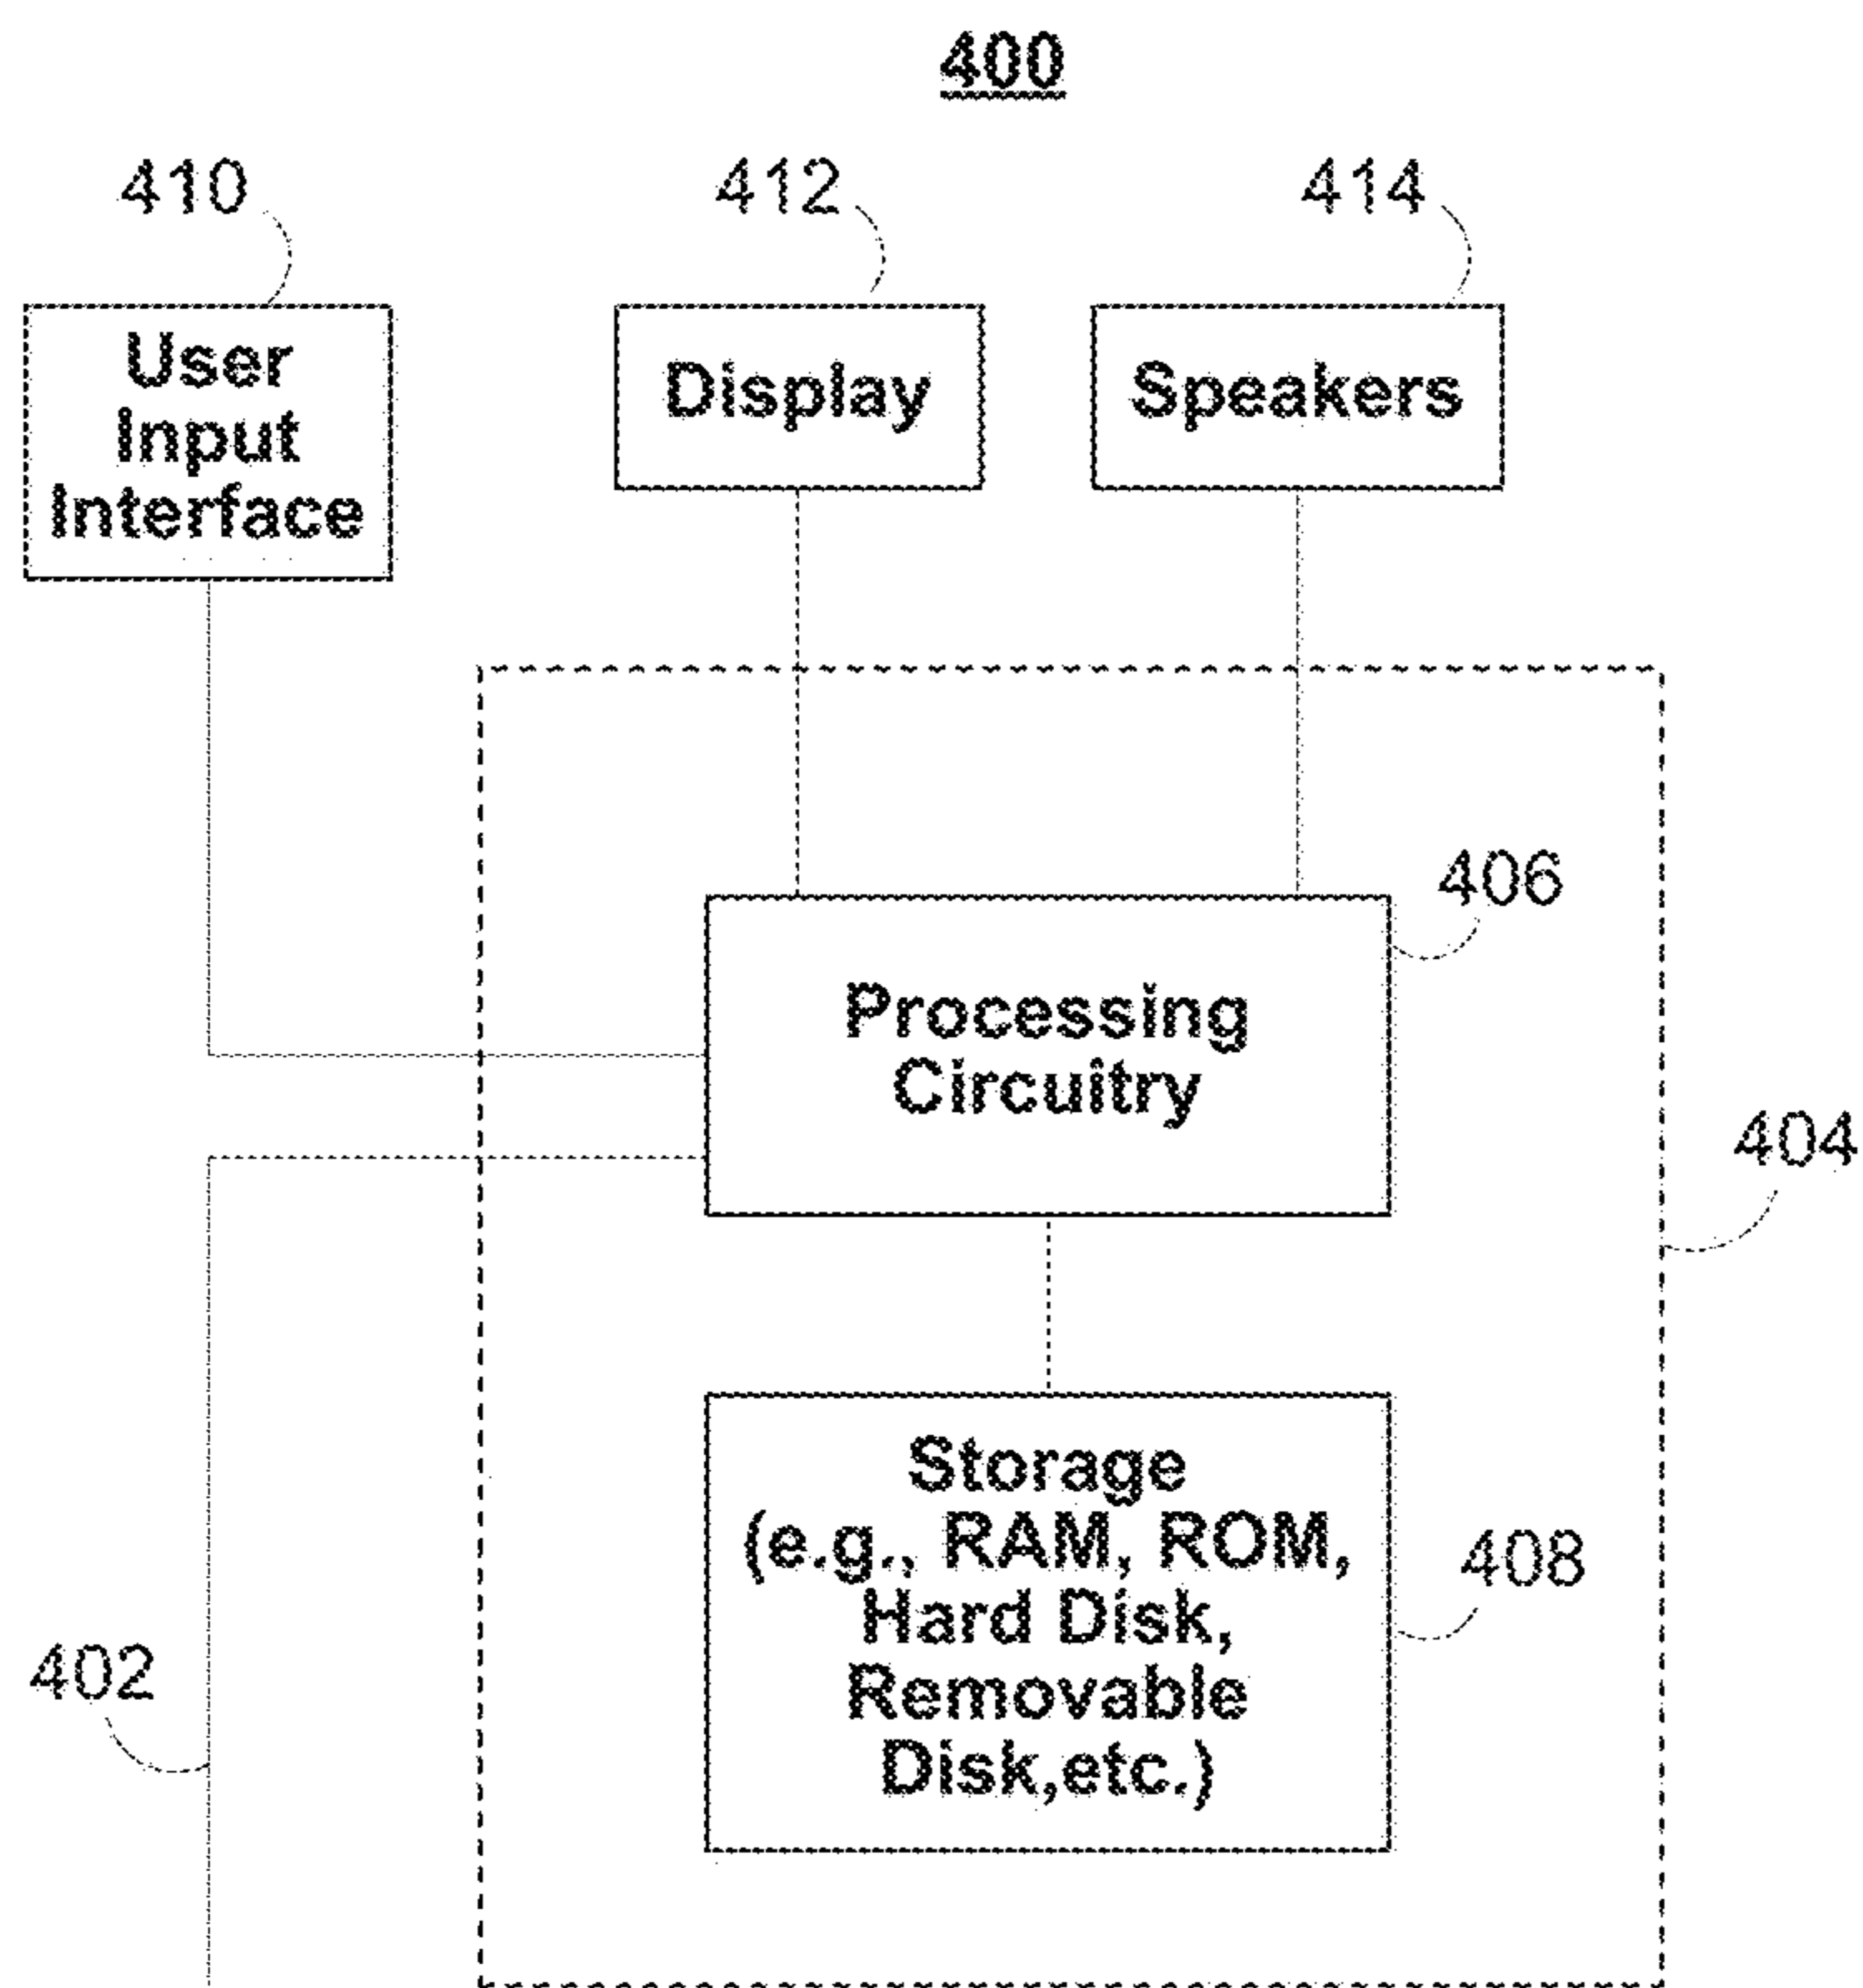 400
410
412
414
User
Input
Interface
Display
Speakers
406
Processing
Circuitry
404
Storage
(e.g., RAM, ROM,
Hard Disk,
Removable
Disk,etc.)
408
402